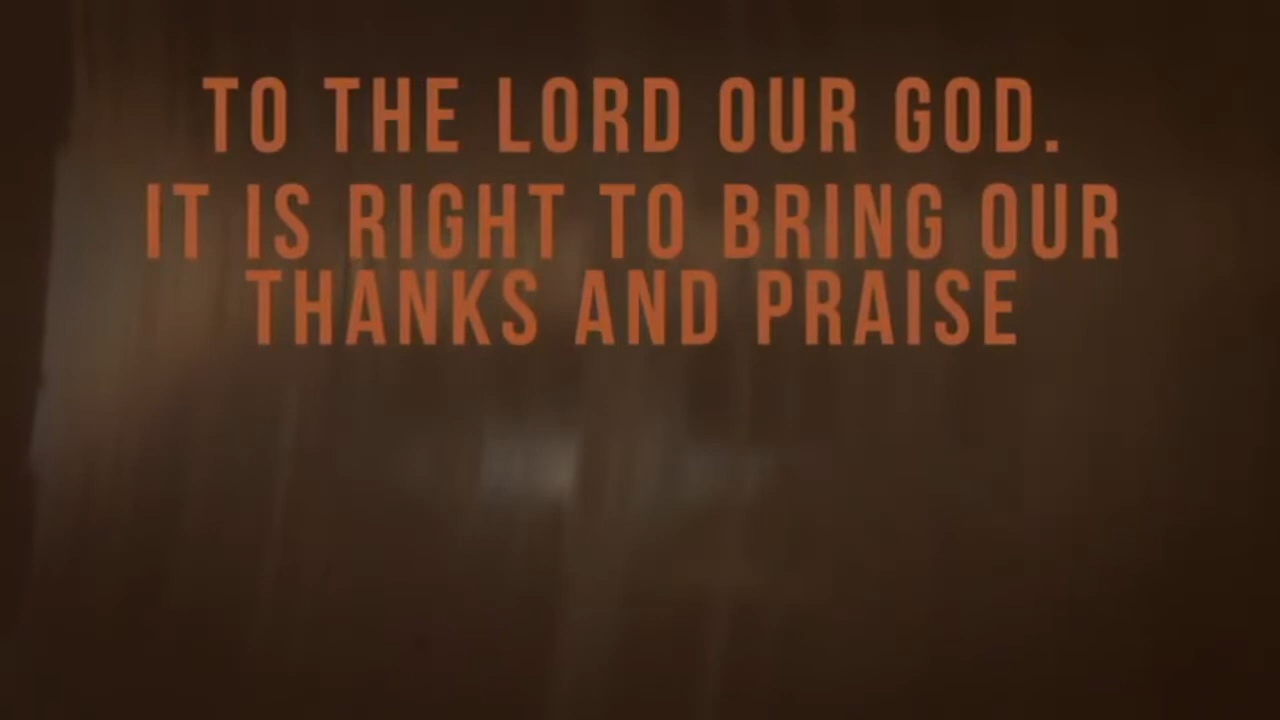 TO THE LORD OUR GOD.
IT IS RIGHT TO BRING OUR
THANKS AND PRAISE